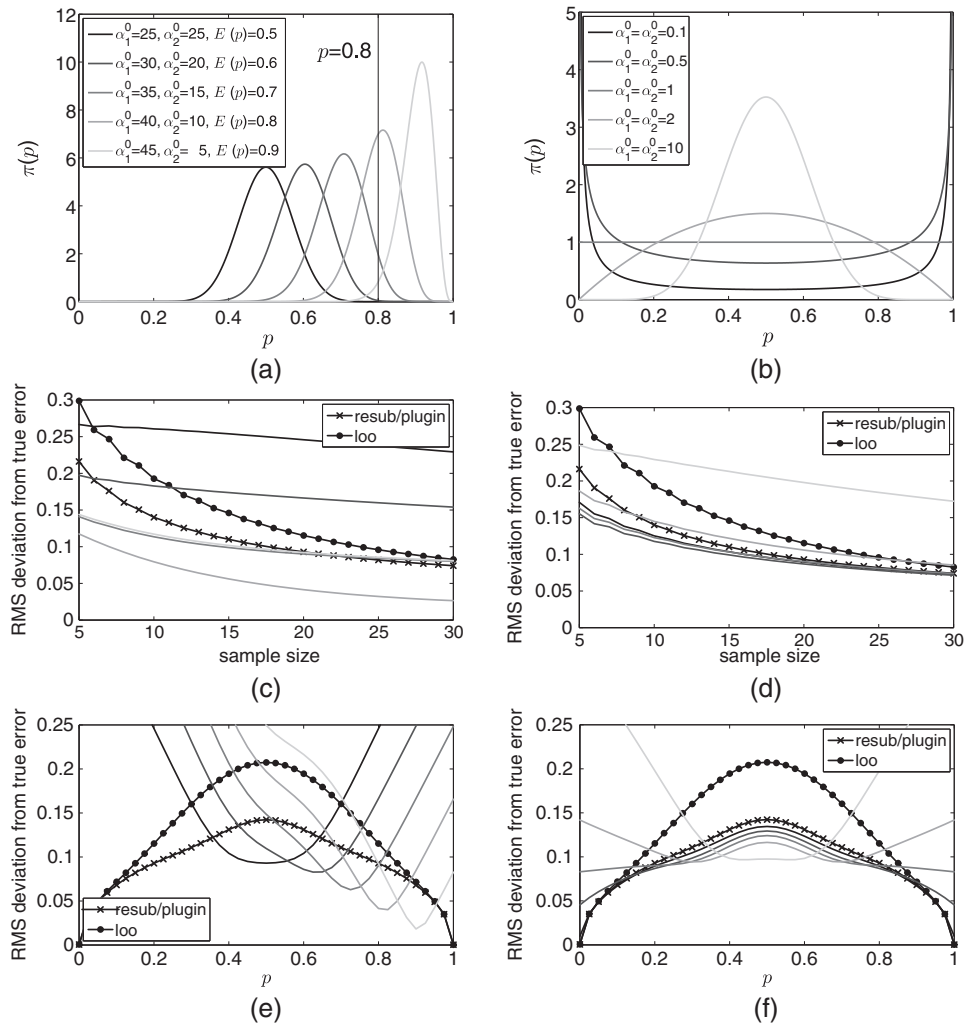 12
10
8
6
4
2
0
π(p)
α₁⁰=25, α₂⁰=25, E (p)=0.5
α₁⁰=30, α₂⁰=20, E (p)=0.6
α₁⁰=35, α₂⁰=15, E (p)=0.7
α₁⁰=40, α₂⁰=10, E (p)=0.8
α₁⁰=45, α₂⁰= 5, E (p)=0.9
p=0.8
0 0.2 0.4 0.6 0.8 1
p
(a)
5
4
3
2
1
0
π(p)
α₁⁰= α₂⁰=0.1
α₁⁰= α₂⁰=0.5
α₁⁰= α₂⁰=1
α₁⁰= α₂⁰=2
α₁⁰= α₂⁰=10
0 0.2 0.4 0.6 0.8 1
p
(b)
RMS deviation from true error
0.3
0.25
0.2
0.15
0.1
0.05
0
resub/plugin
loo
5 10 15 20 25 30
sample size
(c)
RMS deviation from true error
0.3
0.25
0.2
0.15
0.1
0.05
0
resub/plugin
loo
5 10 15 20 25 30
sample size
(d)
RMS deviation from true error
0.25
0.2
0.15
0.1
0.05
0
resub/plugin
loo
0 0.2 0.4 0.6 0.8 1
p
(e)
RMS deviation from true error
0.25
0.2
0.15
0.1
0.05
0
resub/plugin
loo
0 0.2 0.4 0.6 0.8 1
p
(f)